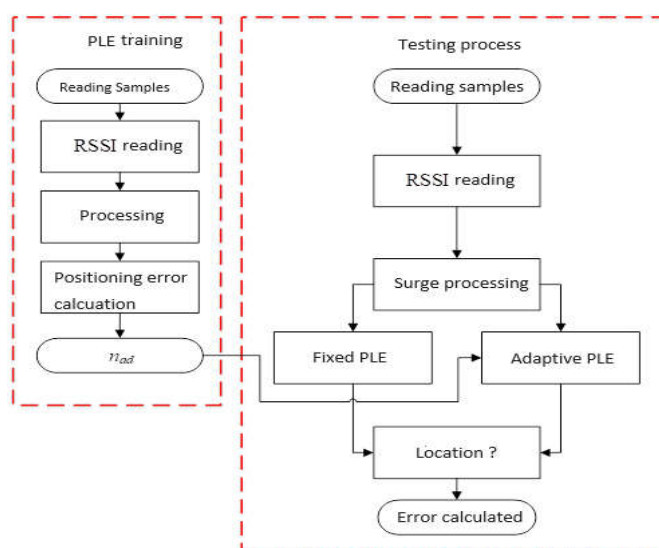 PLE training
Reading Samples
RSSI reading
Processing
Positioning error
calcuation
n_ad
Testing process
Reading samples
RSSI reading
Surge processing
Fixed PLE
Adaptive PLE
Location ?
Error calculated